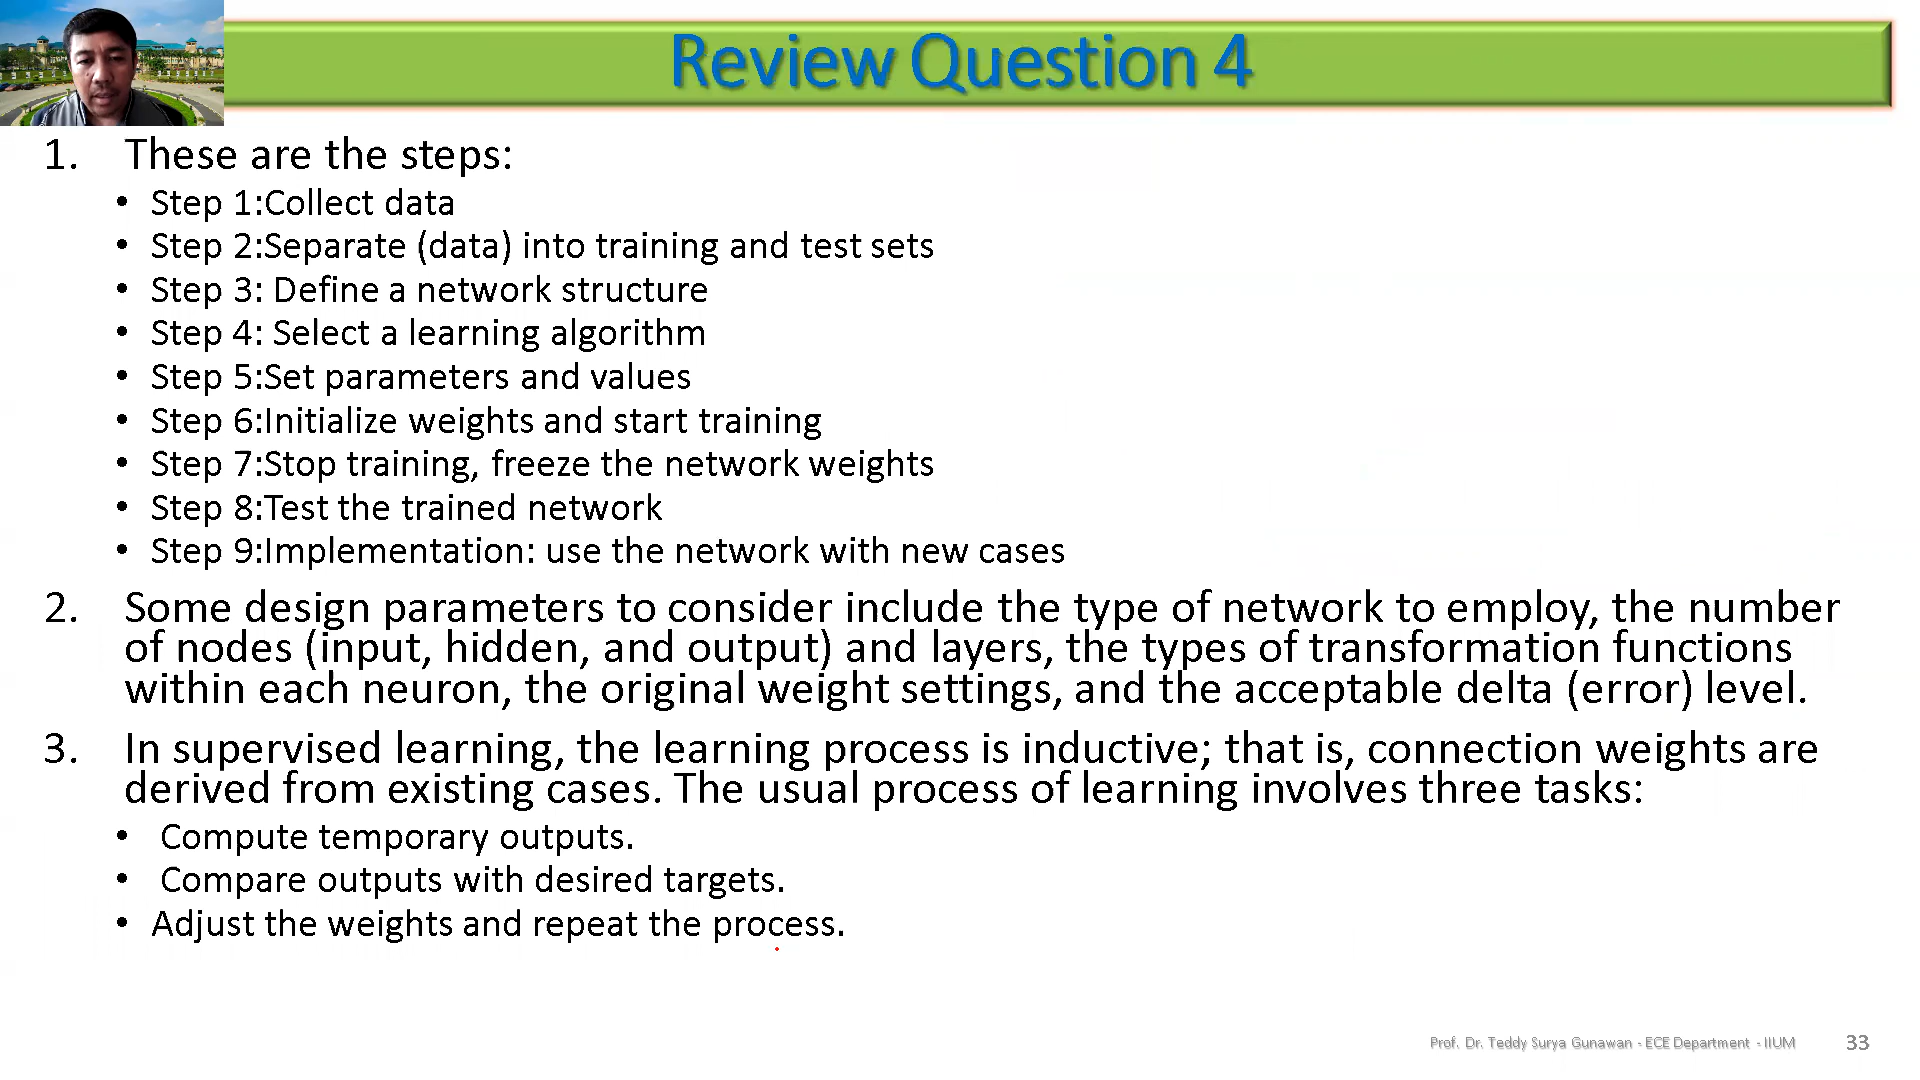 Review Question 4
1. These are the steps:
• Step 1:Collect data
• Step 2:Separate (data) into training and test sets
• Step 3: Define a network structure
• Step 4: Select a learning algorithm
• Step 5:Set parameters and values
• Step 6:Initialize weights and start training
• Step 7:Stop training, freeze the network weights
• Step 8:Test the trained network
• Step 9:Implementation: use the network with new cases
2. Some design parameters to consider include the type of network to employ, the number
of nodes (input, hidden, and output) and layers, the types of transformation functions
within each neuron, the original weight settings, and the acceptable delta (error) level.
3. In supervised learning, the learning process is inductive; that is, connection weights are
derived from existing cases. The usual process of learning involves three tasks:
• Compute temporary outputs.
• Compare outputs with desired targets.
• Adjust the weights and repeat the process.
Prof. Dr. Teddy Surya Gunawan - ECE Department - IIUM 33